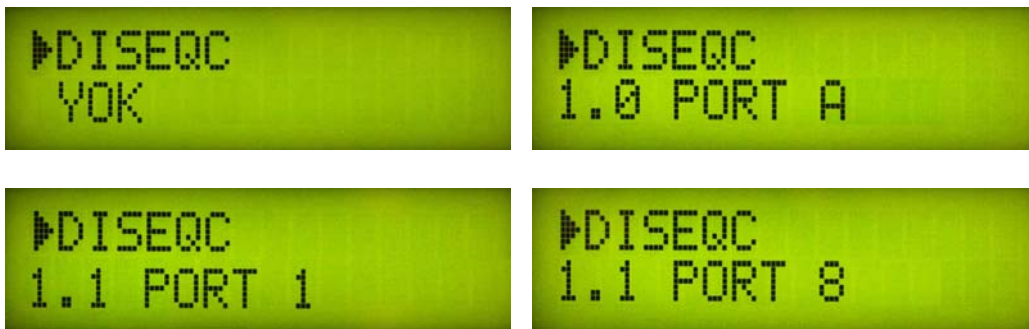 DISEQC
YOK
DISEQC
1.0 PORT A
DISEQC
1.1 PORT 1
DISEQC
1.1 PORT 8